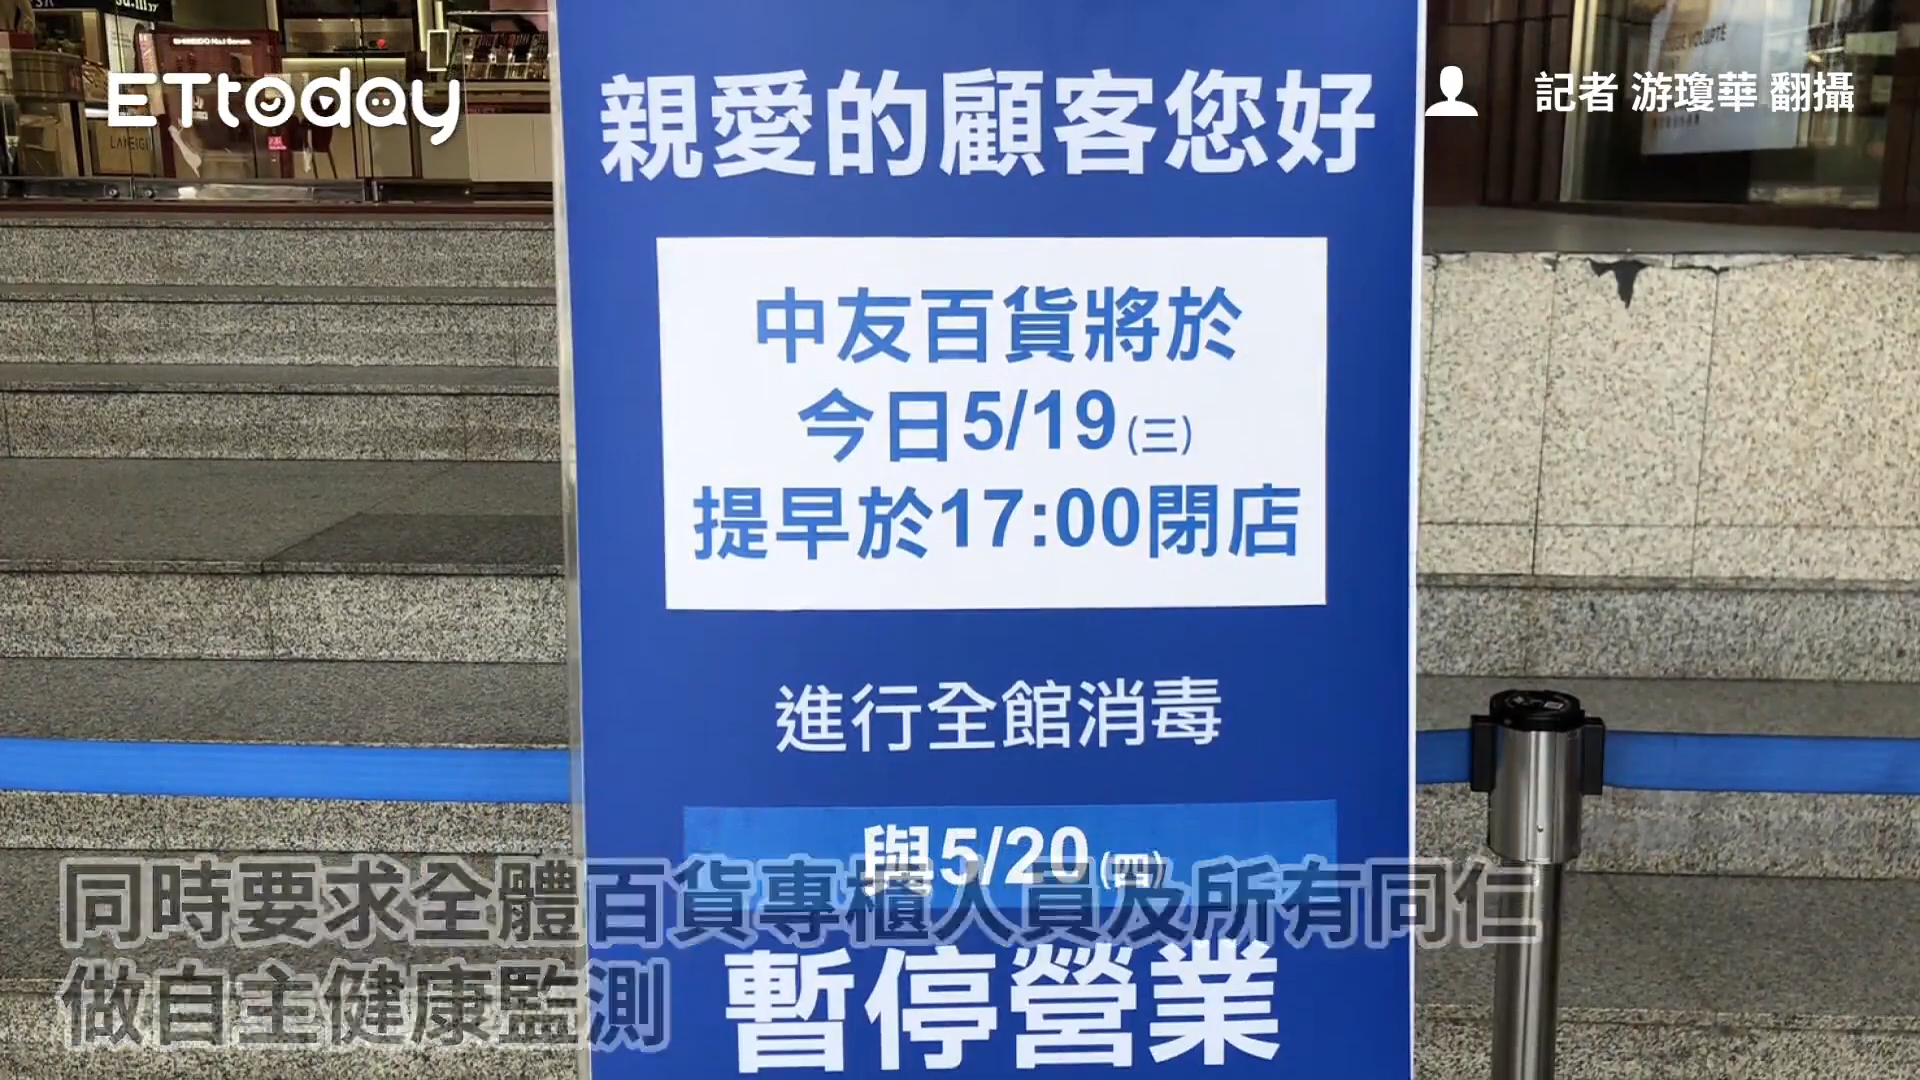 ETtoday
記者 游瓊華 翻攝
SHISEIDO
LANEIG
親愛的顧客您好
中友百貨將於
今日5/19(三)
提早於17:00閉店
進行全館消毒
與5/20(四)
同時要求全體百貨專櫃人員及所有同仁
做自主健康監測
暫停營業